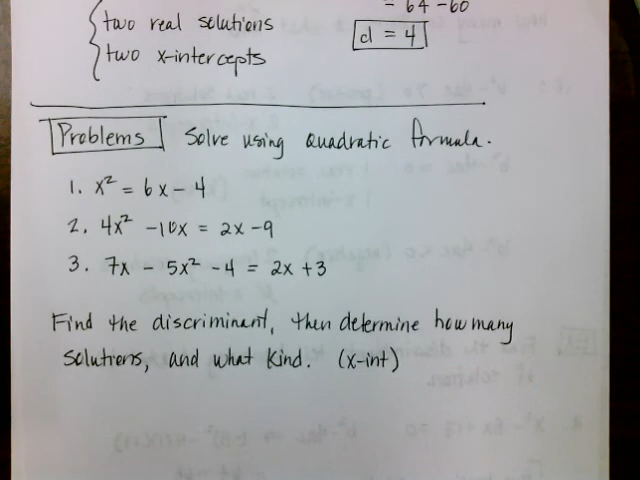 = 64 - 60
two real solutions
d = 4
two x-intercepts
Problems Solve using quadratic formula.
1. x² = 6x - 4
2. 4x² - 10x = 2x - 9
3. 7x - 5x² - 4 = 2x + 3
Find the discriminant, then determine how many
solutions, and what kind. (x-int)